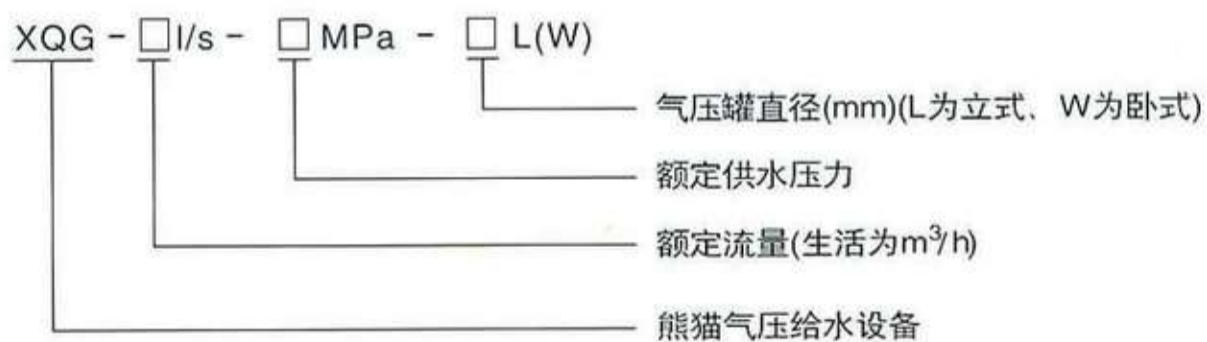 XQG - □l/s - □MPa - □ L(W)
气压罐直径(mm)(L为立式、W为卧式)
额定供水压力
额定流量(生活为m³/h)
熊猫气压给水设备